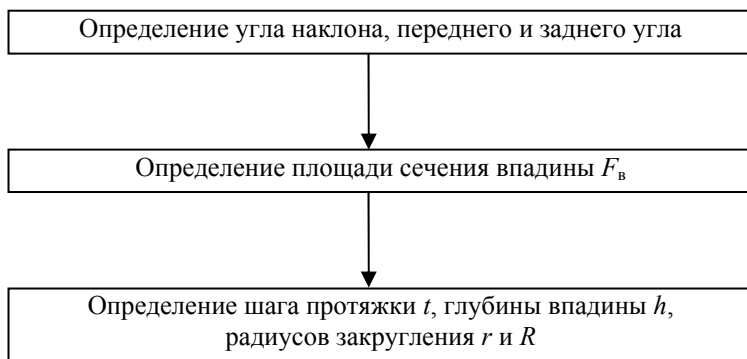 Определение угла наклона, переднего и заднего угла
Определение площади сечения впадины Fв
Определение шага протяжки t, глубины впадины h,
радиусов закругления r и R